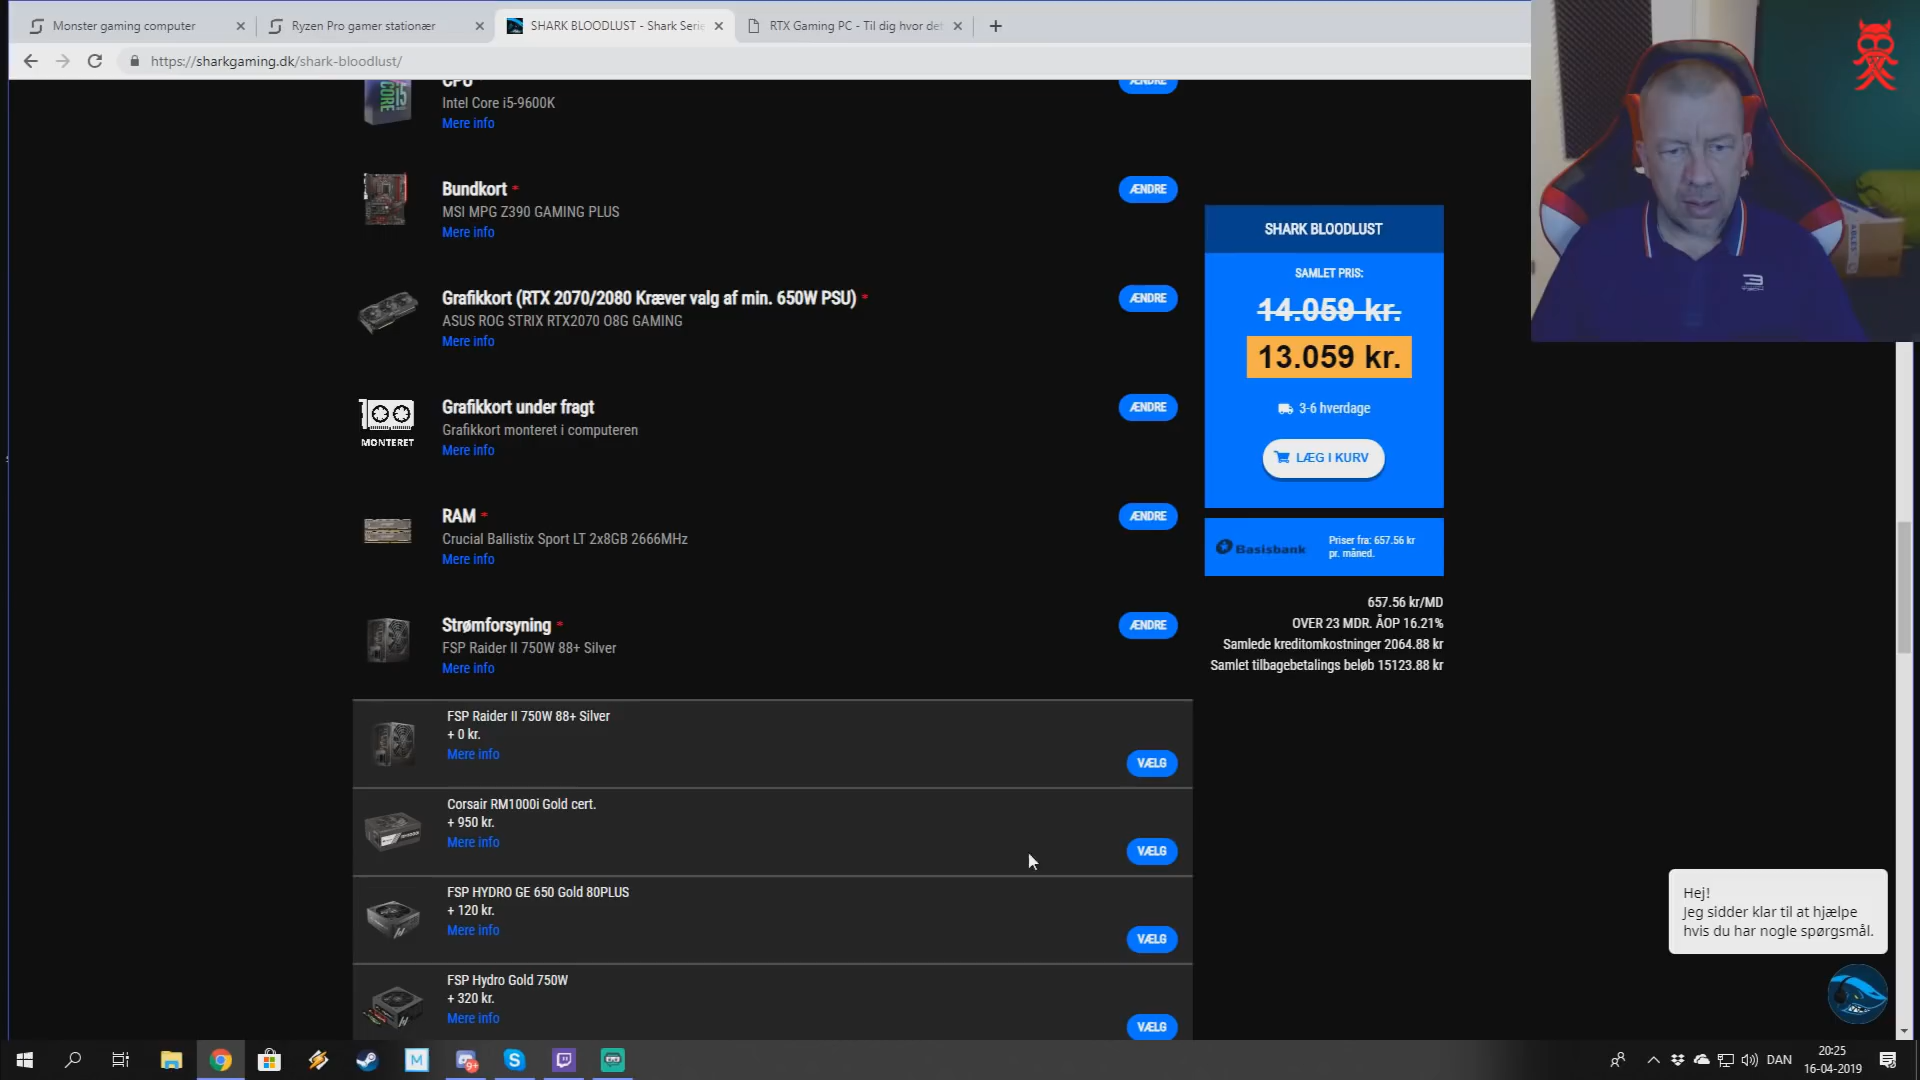 Monster gaming computer
Ryzen Pro gamer stationær
SHARK BLOODLUST - Shark Serie
RTX Gaming PC - Til dig hvor det
https://sharkgaming.dk/shark-bloodlust/
CPU
ÆNDRE
Intel Core i5-9600K
Mere info
Bundkort *
ÆNDRE
MSI MPG Z390 GAMING PLUS
Mere info
Grafikkort (RTX 2070/2080 Kræver valg af min. 650W PSU) *
ÆNDRE
ASUS ROG STRIX RTX2070 O8G GAMING
Mere info
Grafikkort under fragt
ÆNDRE
Grafikkort monteret i computeren
MONTERET
Mere info
RAM *
ÆNDRE
Crucial Ballistix Sport LT 2x8GB 2666MHz
Mere info
Strømforsyning *
ÆNDRE
FSP Raider II 750W 88+ Silver
Mere info
FSP Raider II 750W 88+ Silver
+ 0 kr.
Mere info
VÆLG
Corsair RM1000i Gold cert.
+ 950 kr.
Mere info
VÆLG
FSP HYDRO GE 650 Gold 80PLUS
+ 120 kr.
Mere info
VÆLG
FSP Hydro Gold 750W
+ 320 kr.
Mere info
VÆLG
SHARK BLOODLUST
SAMLET PRIS:
14.059 kr.
13.059 kr.
3-6 hverdage
LÆG I KURV
Basisbank
Priser fra: 657.56 kr
pr. måned.
657.56 kr/MD
OVER 23 MDR. ÅOP 16.21%
Samlede kreditomkostninger 2064.88 kr
Samlet tilbagebetalings beløb 15123.88 kr
Hej!
Jeg sidder klar til at hjælpe
hvis du har nogle spørgsmål.
DAN
20:25
16-04-2019